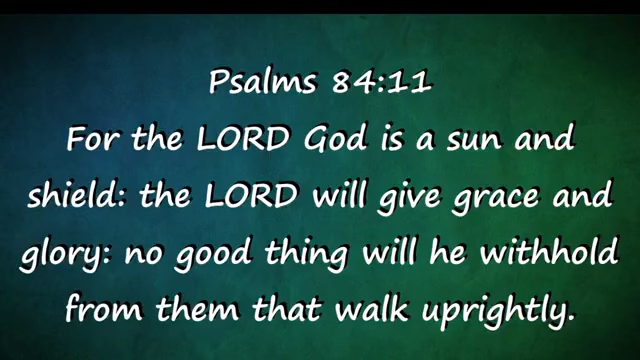 Psalms 84:11
For the LORD God is a sun and
shield: the LORD will give grace and
glory: no good thing will he withhold
from them that walk uprightly.